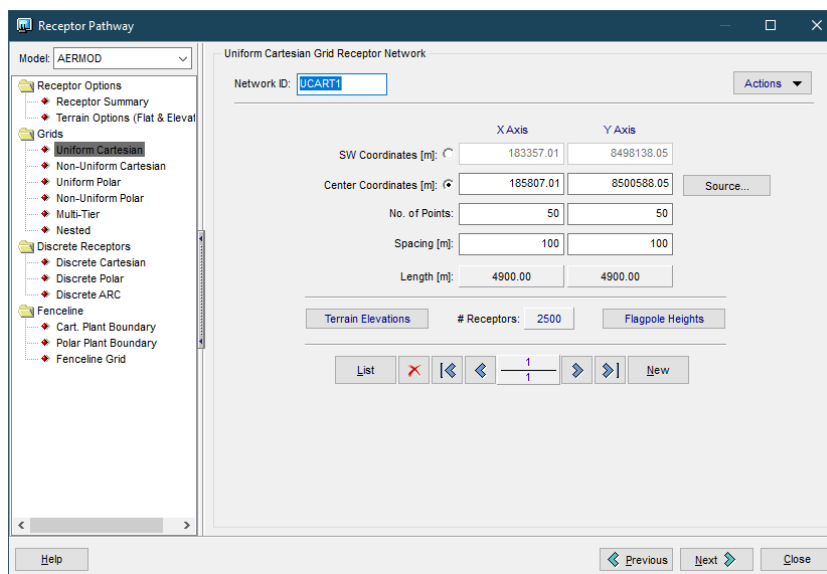 Receptor Pathway
Model: AERMOD
Receptor Options
Receptor Summary
Terrain Options (Flat & Elevat
Grids
Uniform Cartesian
Non-Uniform Cartesian
Uniform Polar
Non-Uniform Polar
Multi-Tier
Nested
Discrete Receptors
Discrete Cartesian
Discrete Polar
Discrete ARC
Fenceline
Cart. Plant Boundary
Polar Plant Boundary
Fenceline Grid
Uniform Cartesian Grid Receptor Network
Network ID: UCART1
Actions
X Axis Y Axis
SW Coordinates [m]: 183357.01 8498138.05
Center Coordinates [m]: 185807.01 8500588.05 Source...
No. of Points: 50 50
Spacing [m]: 100 100
Length [m]: 4900.00 4900.00
Terrain Elevations # Receptors: 2500 Flagpole Heights
List 1 New
1
Help Previous Next Close